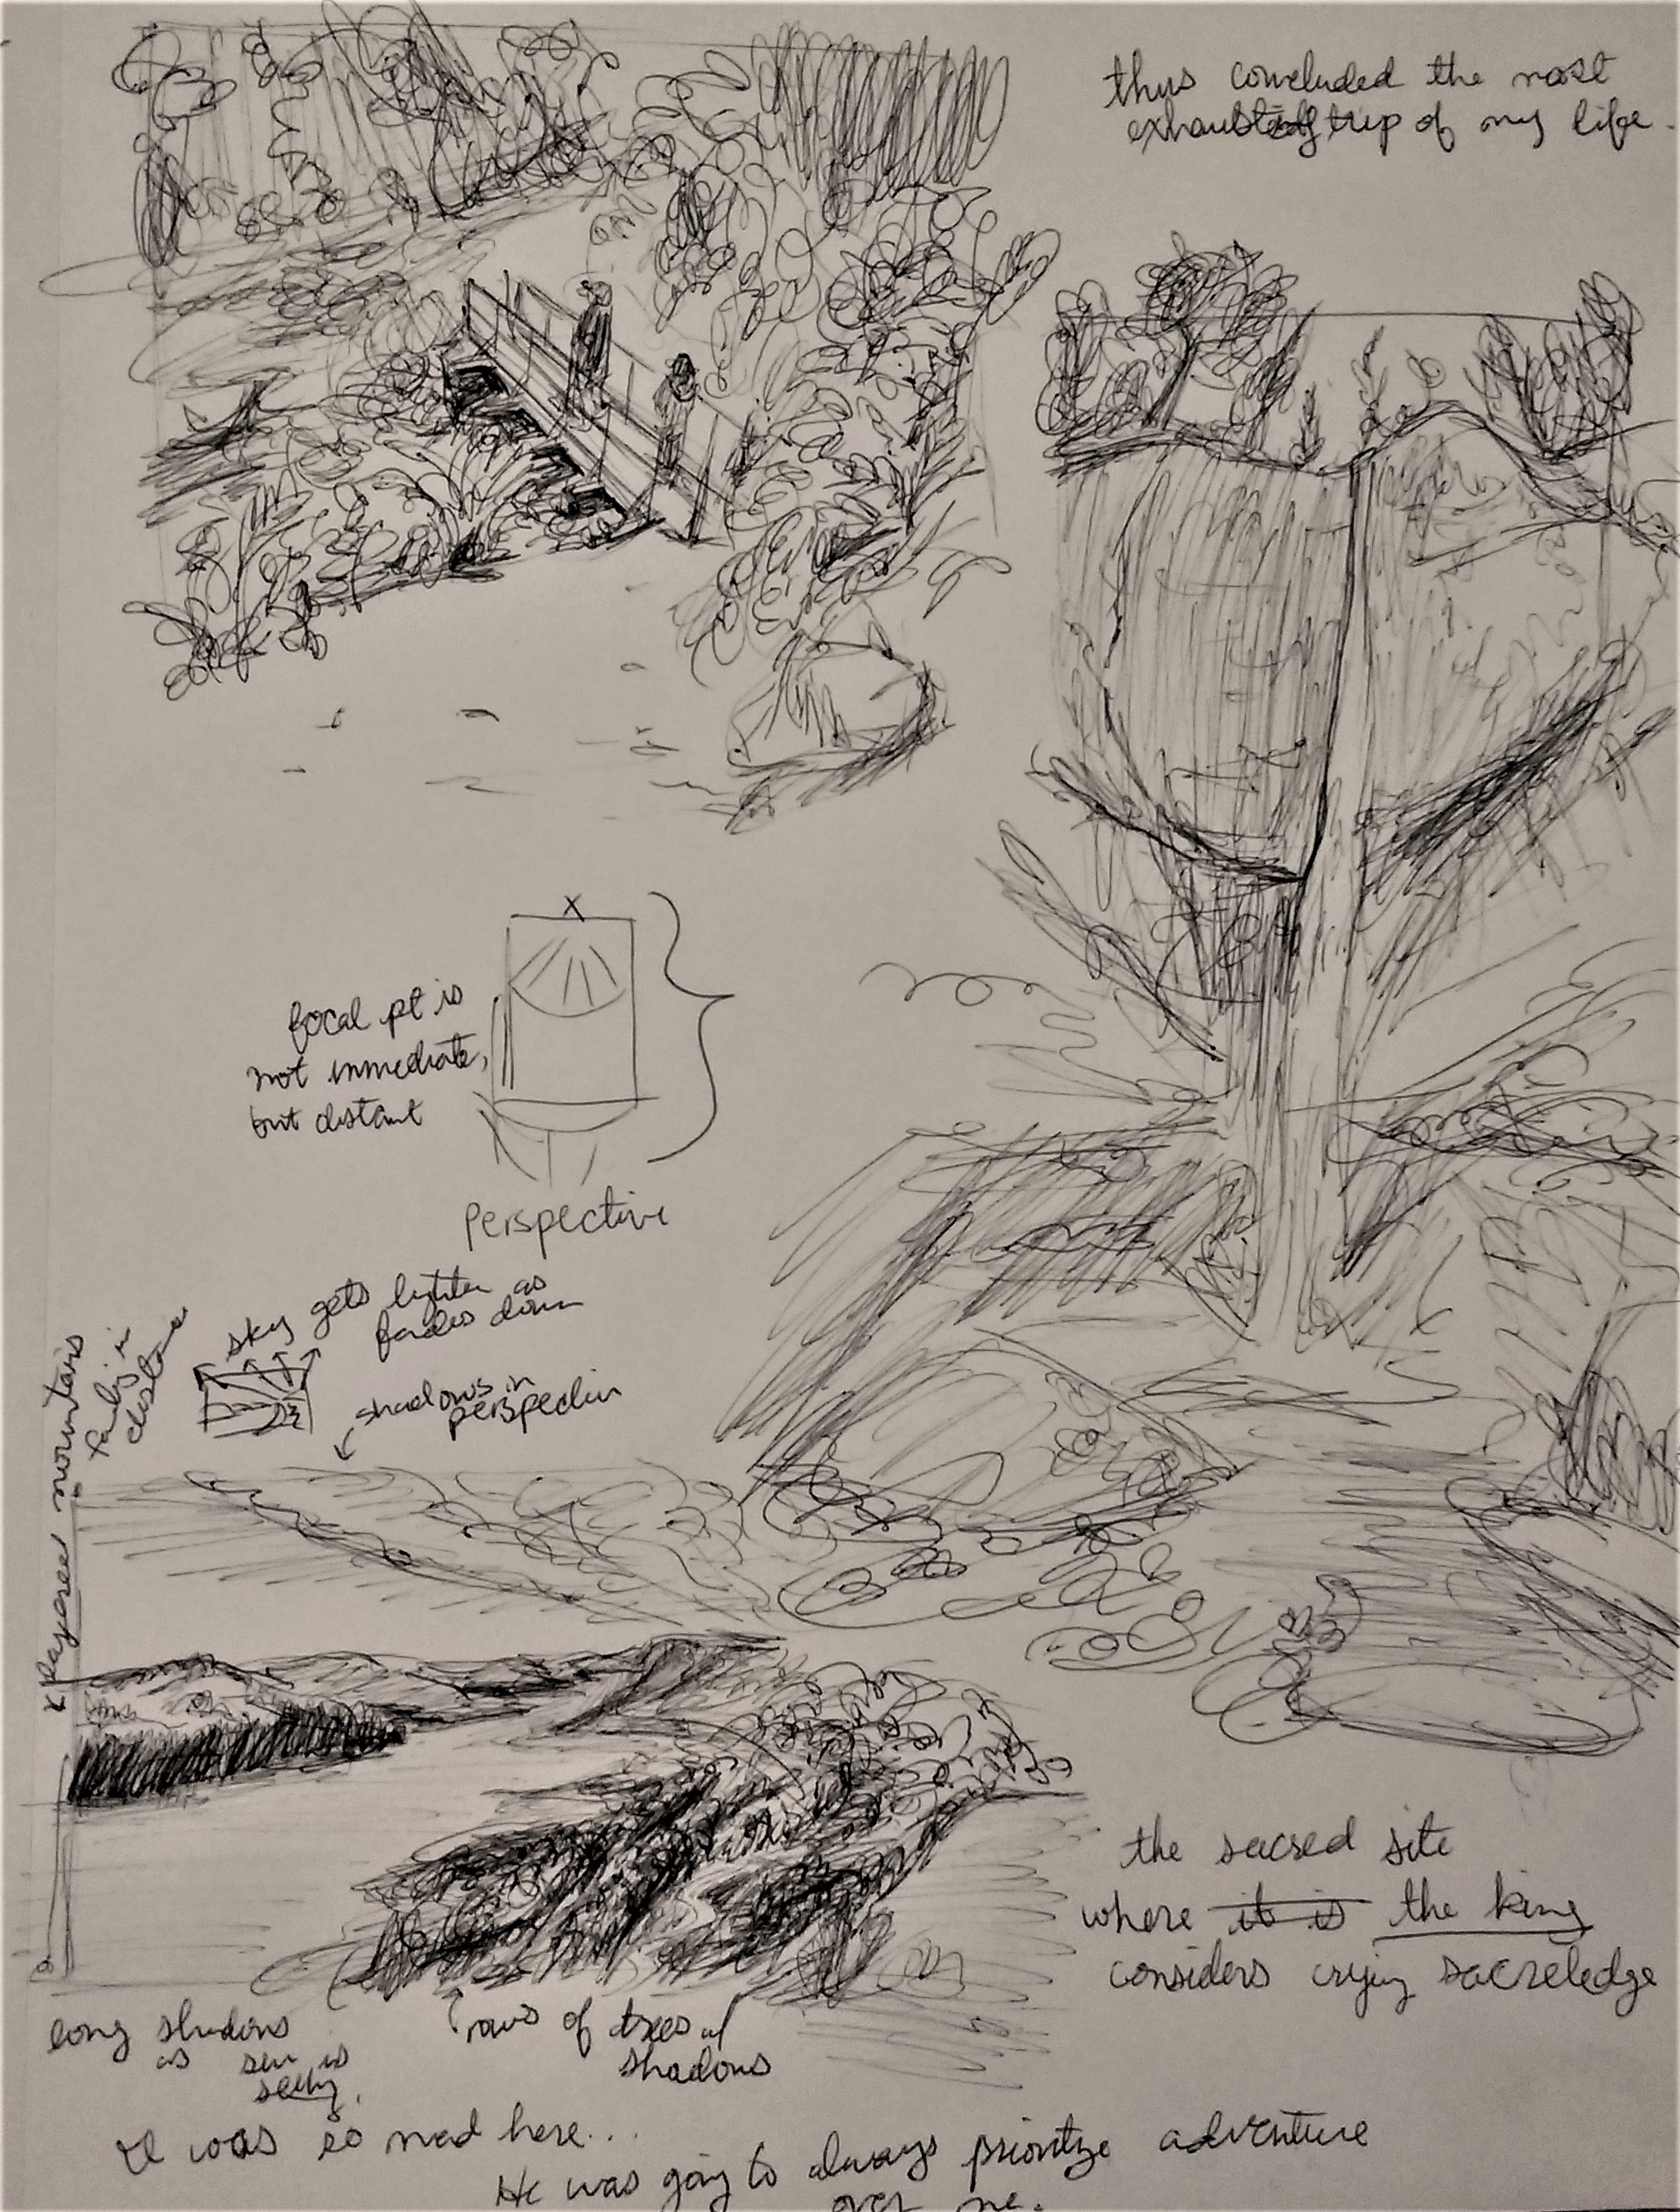 thus concluded the most
exhausting trip of my life.
x
focal pt is
not immediate,
but distant
Perspective
sky gets lighter as
fades down
shadows in
perspective
x layered mountains
fading in
distance
the sacred site
where it is the king
considers crying sacreledge
long shadows
as sun is
setting.
rows of trees w/
shadows
I was so mad here...
He was going to always prioritize adventure
over me.